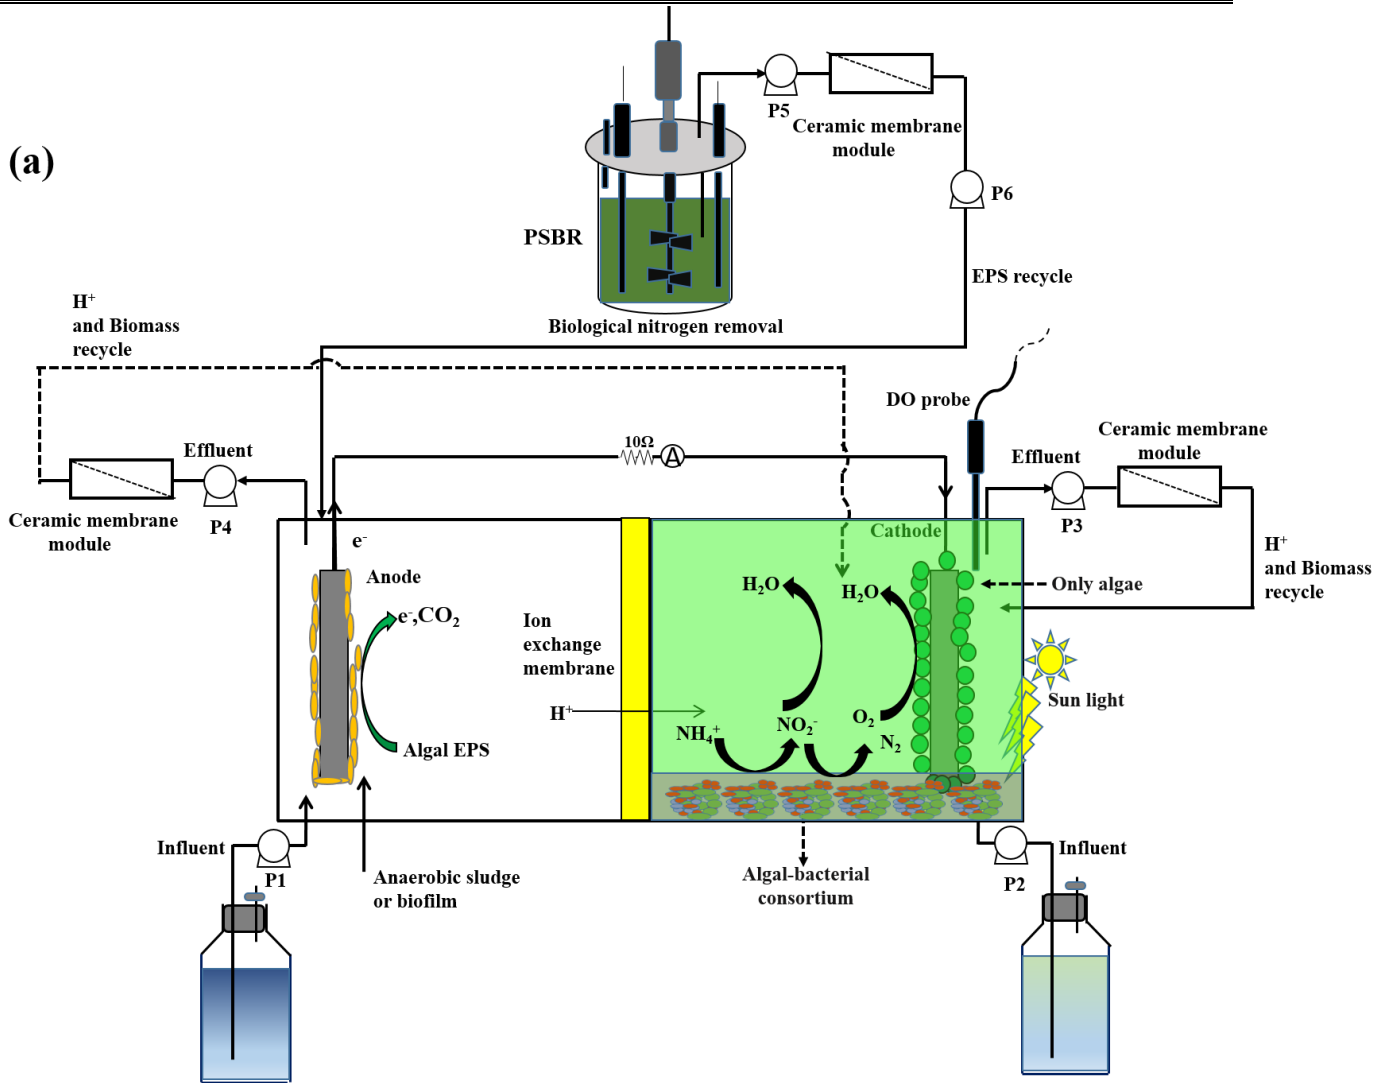 (a)
P5
Ceramic membrane
module
P6
PSBR
EPS recycle
Biological nitrogen removal
H⁺
and Biomass
recycle
DO probe
Effluent
10Ω
A
Effluent
Ceramic membrane
module
Ceramic membrane
module
P4
P3
Cathode
e⁻
Anode
H⁺
and Biomass
recycle
Only algae
H₂O
H₂O
e⁻,CO₂
Ion
exchange
membrane
Sun light
H⁺
NH₄⁺
NO₂⁻
O₂
N₂
Algal EPS
Influent
P1
Anaerobic sludge
or biofilm
Algal-bacterial
consortium
P2
Influent